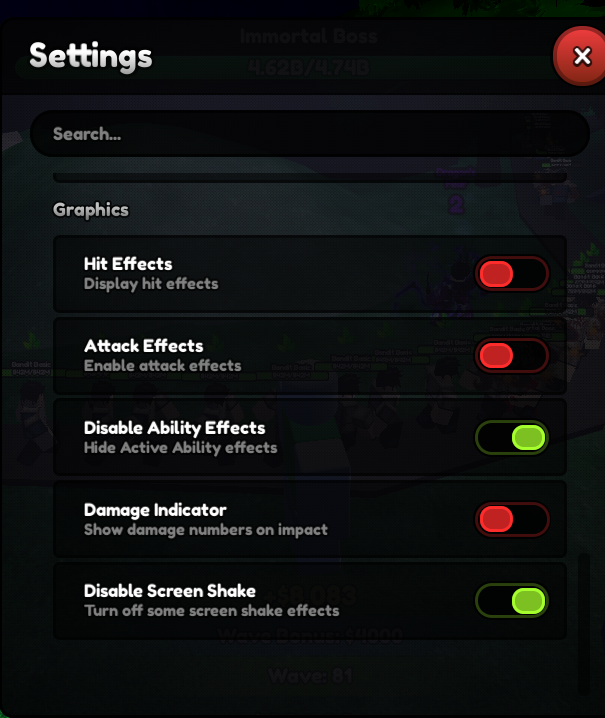 Immortal Boss
4.62B/4.74B
Settings
Search...
2
Graphics
Hit Effects
Display hit effects
Attack Effects
Enable attack effects
Disable Ability Effects
Hide Active Ability effects
Damage Indicator
Show damage numbers on impact
Disable Screen Shake
Turn off some screen shake effects
Wave: 81